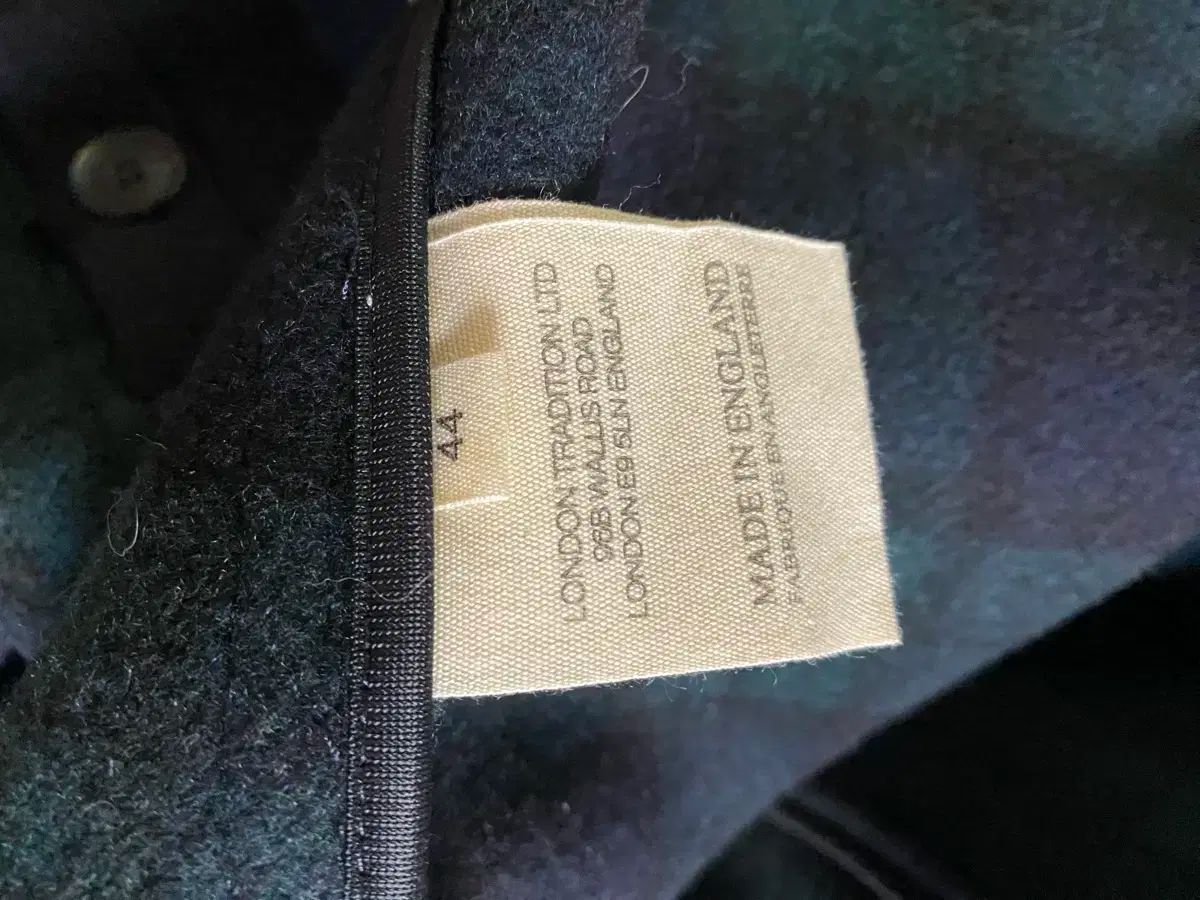 44
LONDON TRADITION LTD
96B WALLIS ROAD
LONDON E9 5LN ENGLAND
MADE IN ENGLAND
FABRIQUE EN ANGLETERRE